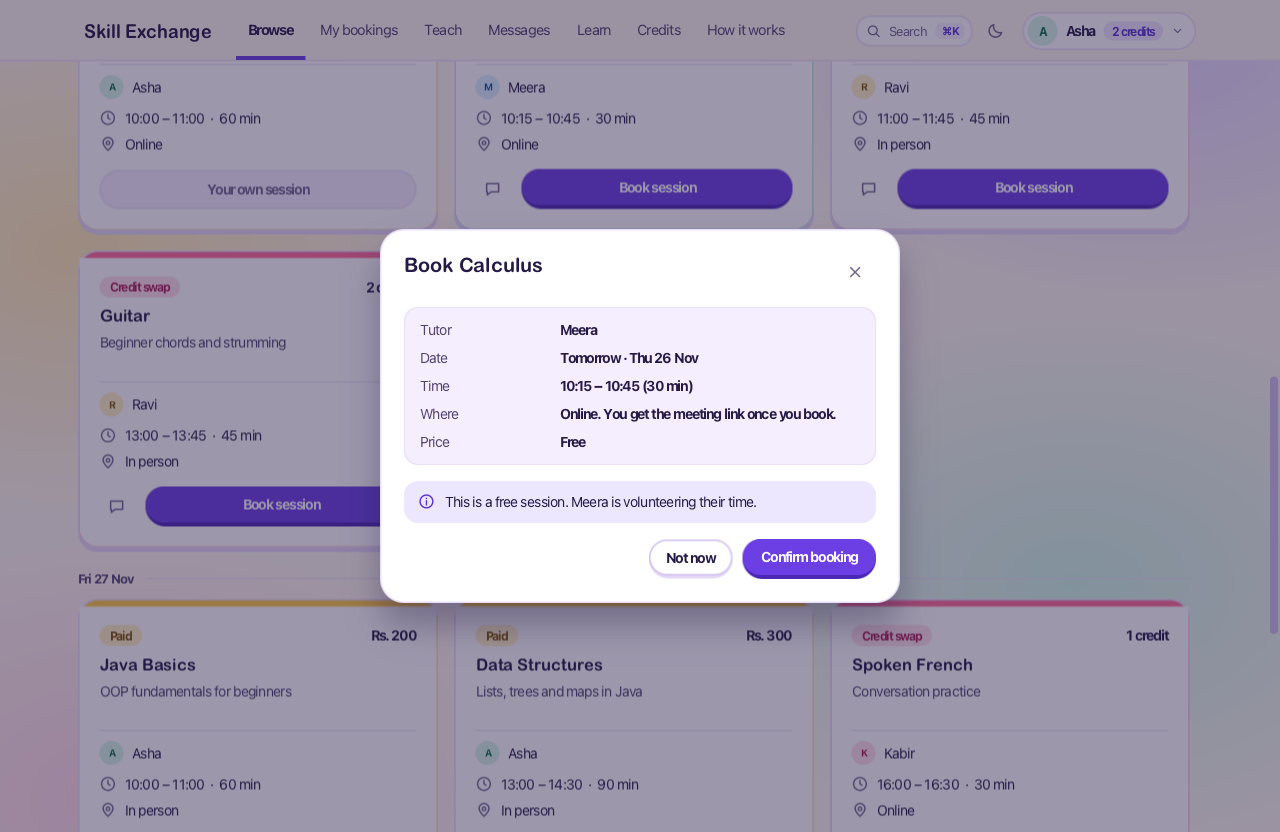 Skill Exchange Browse My bookings Teach Messages Learn Credits How it works Search ⌘K A Asha 2 credits
A Asha
10:00 – 11:00 · 60 min
Online
Your own session
M Meera
10:15 – 10:45 · 30 min
Online
Book session
R Ravi
11:00 – 11:45 · 45 min
In person
Book session
Credit swap
Guitar
Beginner chords and strumming
R Ravi
13:00 – 13:45 · 45 min
In person
Book session
Book Calculus
Tutor Meera
Date Tomorrow · Thu 26 Nov
Time 10:15 – 10:45 (30 min)
Where Online. You get the meeting link once you book.
Price Free
This is a free session. Meera is volunteering their time.
Not now Confirm booking
Fri 27 Nov
Paid Rs. 200
Java Basics
OOP fundamentals for beginners
A Asha
10:00 – 11:00 · 60 min
In person
Paid Rs. 300
Data Structures
Lists, trees and maps in Java
A Asha
13:00 – 14:30 · 90 min
In person
Credit swap 1 credit
Spoken French
Conversation practice
K Kabir
16:00 – 16:30 · 30 min
Online